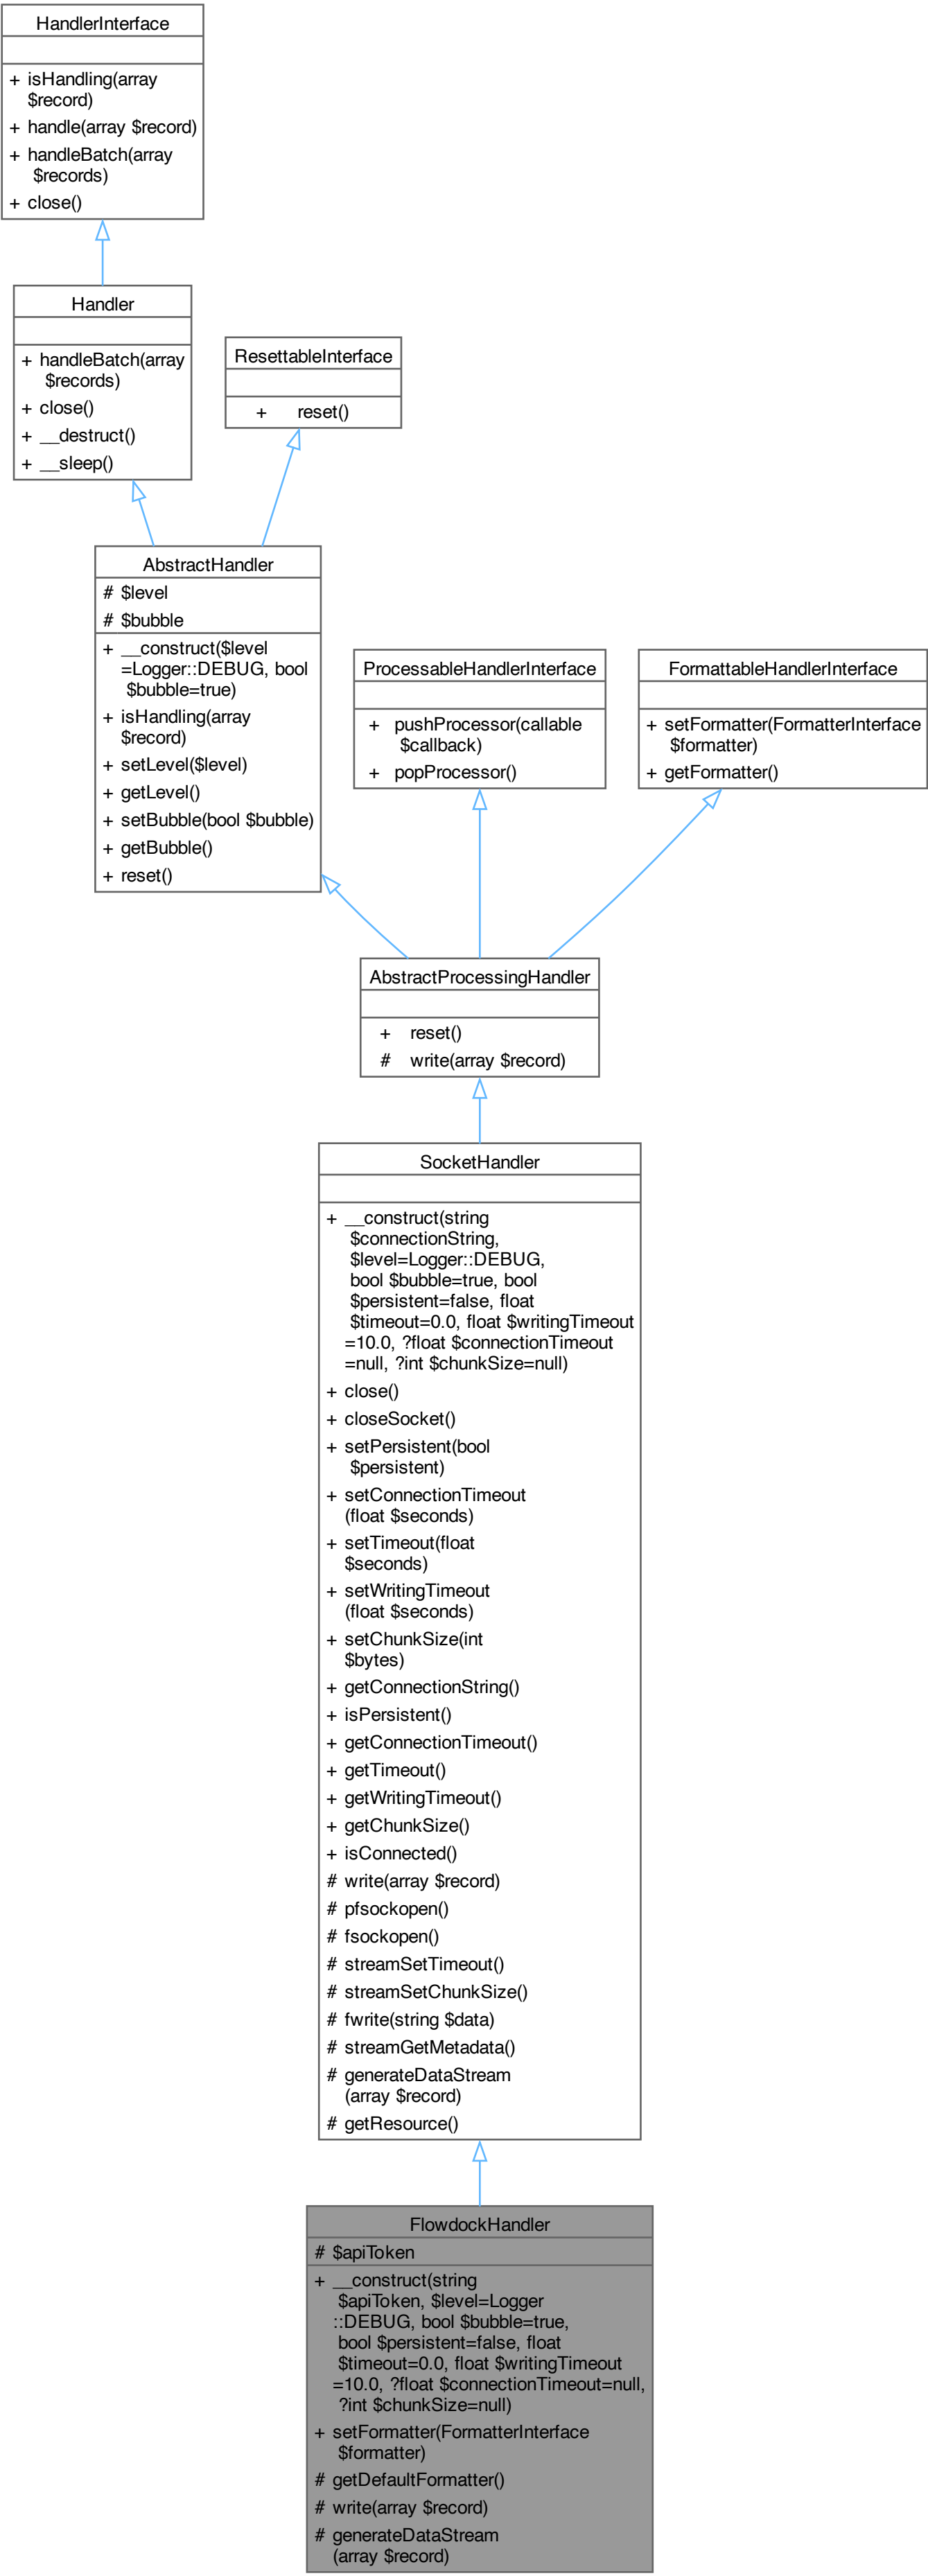 HandlerInterface
+ isHandling(array
$record)
+ handle(array $record)
+ handleBatch(array
$records)
+ close()
Handler
+ handleBatch(array
$records)
+ close()
+ __destruct()
+ __sleep()
ResettableInterface
+ reset()
AbstractHandler
# $level
# $bubble
+ __construct($level
=Logger::DEBUG, bool
$bubble=true)
+ isHandling(array
$record)
+ setLevel($level)
+ getLevel()
+ setBubble(bool $bubble)
+ getBubble()
+ reset()
ProcessableHandlerInterface
+ pushProcessor(callable
$callback)
+ popProcessor()
FormattableHandlerInterface
+ setFormatter(FormatterInterface
$formatter)
+ getFormatter()
AbstractProcessingHandler
+ reset()
# write(array $record)
SocketHandler
+ __construct(string
$connectionString,
$level=Logger::DEBUG,
bool $bubble=true, bool
$persistent=false, float
$timeout=0.0, float $writingTimeout
=10.0, ?float $connectionTimeout
=null, ?int $chunkSize=null)
+ close()
+ closeSocket()
+ setPersistent(bool
$persistent)
+ setConnectionTimeout
(float $seconds)
+ setTimeout(float
$seconds)
+ setWritingTimeout
(float $seconds)
+ setChunkSize(int
$bytes)
+ getConnectionString()
+ isPersistent()
+ getConnectionTimeout()
+ getTimeout()
+ getWritingTimeout()
+ getChunkSize()
+ isConnected()
# write(array $record)
# pfsockopen()
# fsockopen()
# streamSetTimeout()
# streamSetChunkSize()
# fwrite(string $data)
# streamGetMetadata()
# generateDataStream
(array $record)
# getResource()
FlowdockHandler
# $apiToken
+ __construct(string
$apiToken, $level=Logger
::DEBUG, bool $bubble=true,
bool $persistent=false, float
$timeout=0.0, float $writingTimeout
=10.0, ?float $connectionTimeout=null,
?int $chunkSize=null)
+ setFormatter(FormatterInterface
$formatter)
# getDefaultFormatter()
# write(array $record)
# generateDataStream
(array $record)